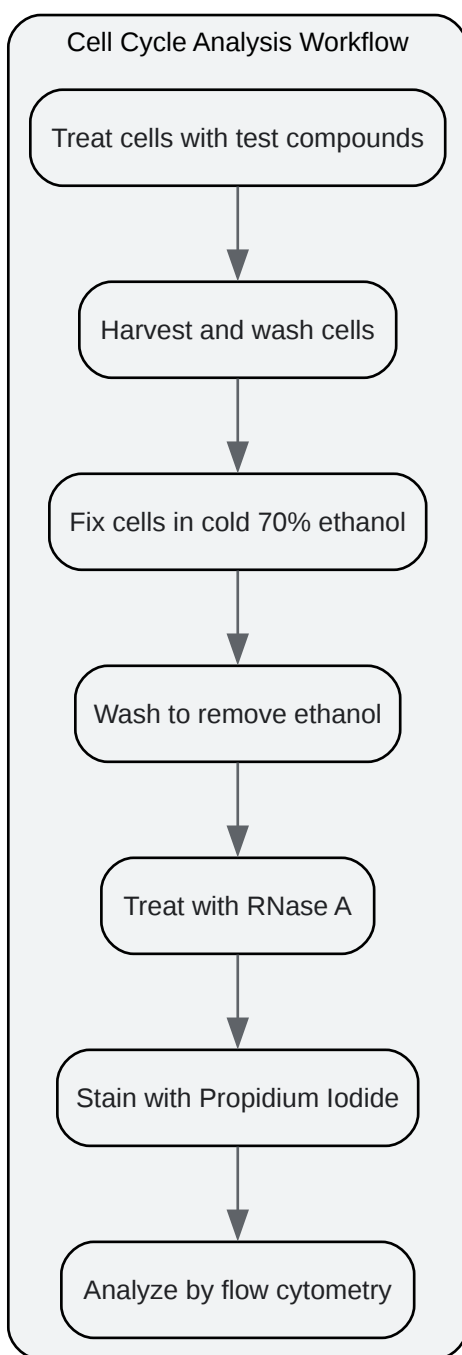 Cell Cycle Analysis Workflow
Treat cells with test compounds
Harvest and wash cells
Fix cells in cold 70% ethanol
Wash to remove ethanol
Treat with RNase A
Stain with Propidium Iodide
Analyze by flow cytometry